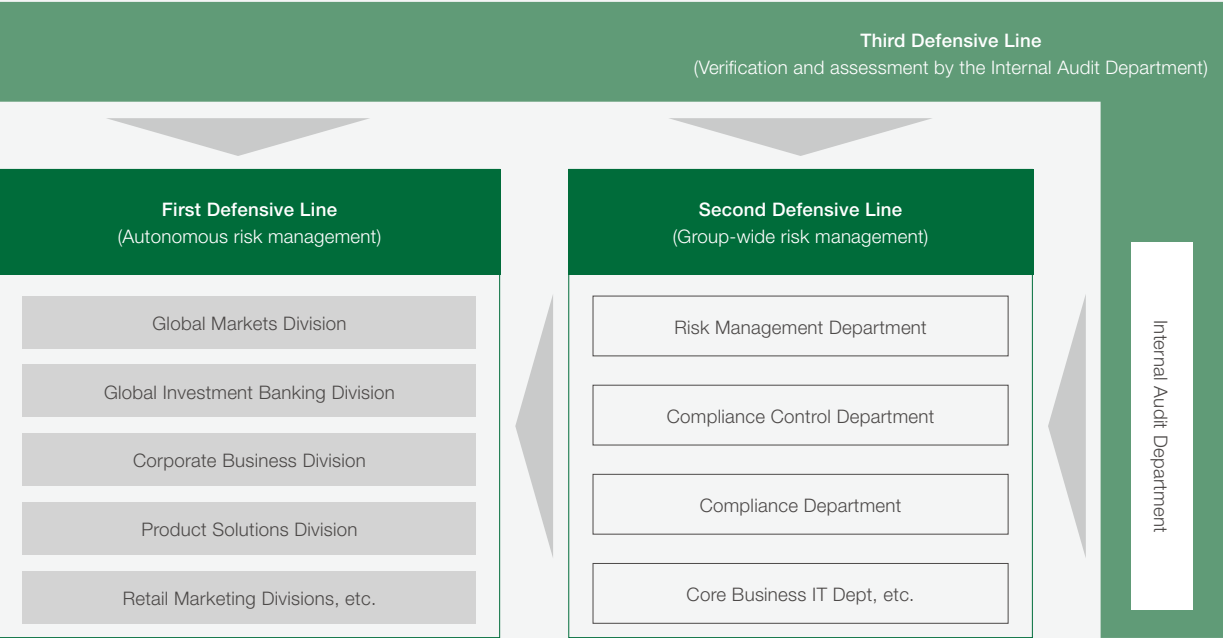 Third Defensive Line
(Verification and assessment by the Internal Audit Department)
First Defensive Line
(Autonomous risk management)
Global Markets Division
Global Investment Banking Division
Corporate Business Division
Product Solutions Division
Retail Marketing Divisions, etc.
Second Defensive Line
(Group-wide risk management)
Risk Management Department
Compliance Control Department
Compliance Department
Core Business IT Dept, etc.
Internal Audit Department